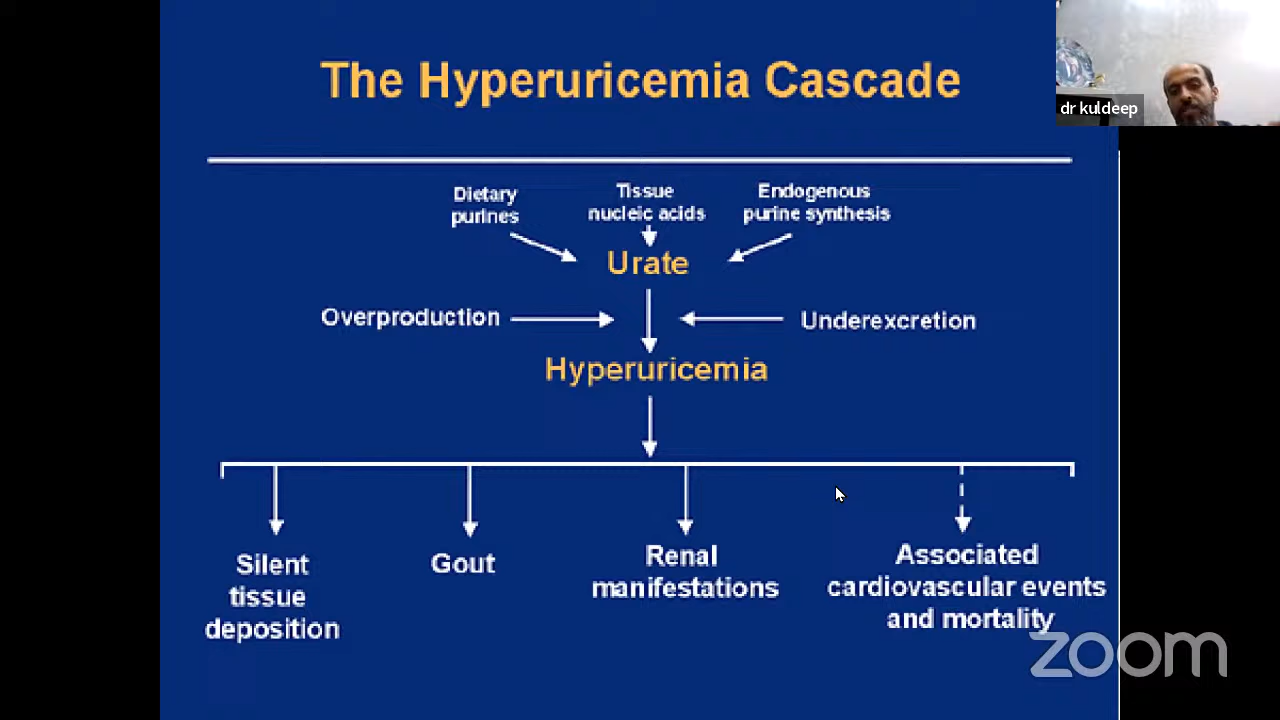 The Hyperuricemia Cascade
dr kuldeep
Dietary
purines
Tissue
nucleic acids
Endogenous
purine synthesis
Urate
Overproduction
Underexcretion
Hyperuricemia
Silent
tissue
deposition
Gout
Renal
manifestations
Associated
cardiovascular events
and mortality
zoom